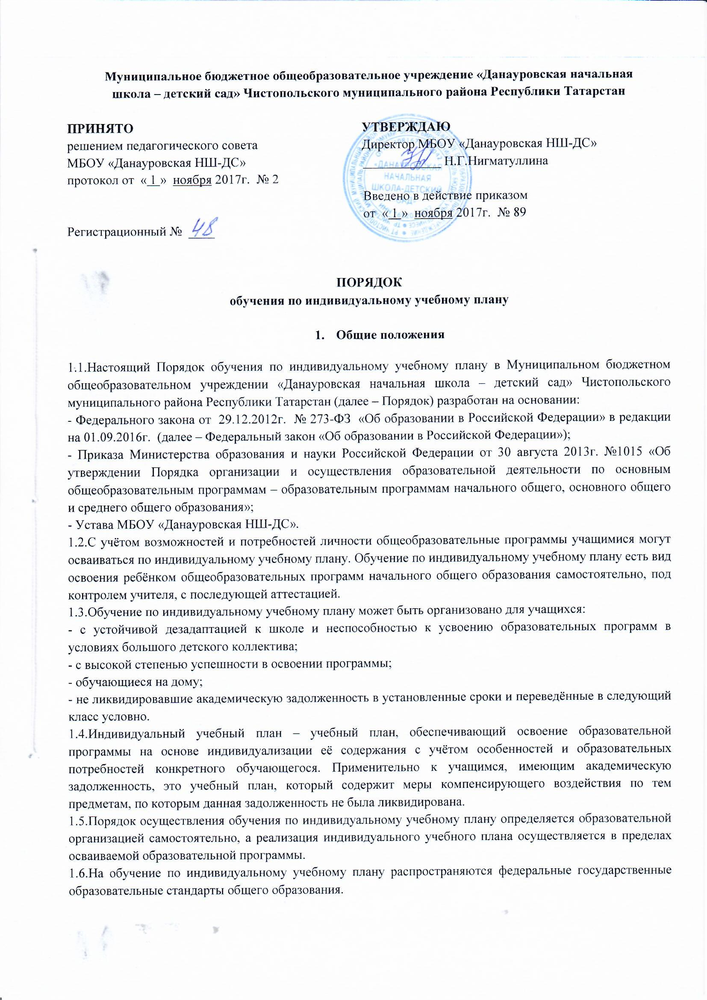 Муниципальное бюджетное общеобразовательное учреждение «Данауровская начальная
школа – детский сад» Чистопольского муниципального района Республики Татарстан
ПРИНЯТО
решением педагогического совета
МБОУ «Данауровская НШ-ДС»
протокол от «_1_» ноября 2017г. № 2
Регистрационный № 48
УТВЕРЖДАЮ
Директор МБОУ «Данауровская НШ-ДС»
____________ Н.Г.Нигматуллина
Введено в действие приказом
от «_1_» ноября 2017г. № 89
«ДАНАУРОВСКАЯ
НАЧАЛЬНАЯ
ШКОЛА-ДЕТСКИЙ
САД»
ПОРЯДОК
обучения по индивидуальному учебному плану
1. Общие положения
1.1.Настоящий Порядок обучения по индивидуальному учебному плану в Муниципальном бюджетном
общеобразовательном учреждении «Данауровская начальная школа – детский сад» Чистопольского
муниципального района Республики Татарстан (далее – Порядок) разработан на основании:
- Федерального закона от 29.12.2012г. № 273-ФЗ «Об образовании в Российской Федерации» в редакции
на 01.09.2016г. (далее – Федеральный закон «Об образовании в Российской Федерации»);
- Приказа Министерства образования и науки Российской Федерации от 30 августа 2013г. №1015 «Об
утверждении Порядка организации и осуществления образовательной деятельности по основным
общеобразовательным программам – образовательным программам начального общего, основного общего
и среднего общего образования»;
- Устава МБОУ «Данауровская НШ-ДС».
1.2.С учётом возможностей и потребностей личности общеобразовательные программы учащимися могут
осваиваться по индивидуальному учебному плану. Обучение по индивидуальному учебному плану есть вид
освоения ребёнком общеобразовательных программ начального общего образования самостоятельно, под
контролем учителя, с последующей аттестацией.
1.3.Обучение по индивидуальному учебному плану может быть организовано для учащихся:
- с устойчивой дезадаптацией к школе и неспособностью к усвоению образовательных программ в
условиях большого детского коллектива;
- с высокой степенью успешности в освоении программы;
- обучающиеся на дому;
- не ликвидировавшие академическую задолженность в установленные сроки и переведённые в следующий
класс условно.
1.4.Индивидуальный учебный план – учебный план, обеспечивающий освоение образовательной
программы на основе индивидуализации её содержания с учётом особенностей и образовательных
потребностей конкретного обучающегося. Применительно к учащимся, имеющим академическую
задолженность, это учебный план, который содержит меры компенсирующего воздействия по тем
предметам, по которым данная задолженность не была ликвидирована.
1.5.Порядок осуществления обучения по индивидуальному учебному плану определяется образовательной
организацией самостоятельно, а реализация индивидуального учебного плана осуществляется в пределах
осваиваемой образовательной программы.
1.6.На обучение по индивидуальному учебному плану распространяются федеральные государственные
образовательные стандарты общего образования.